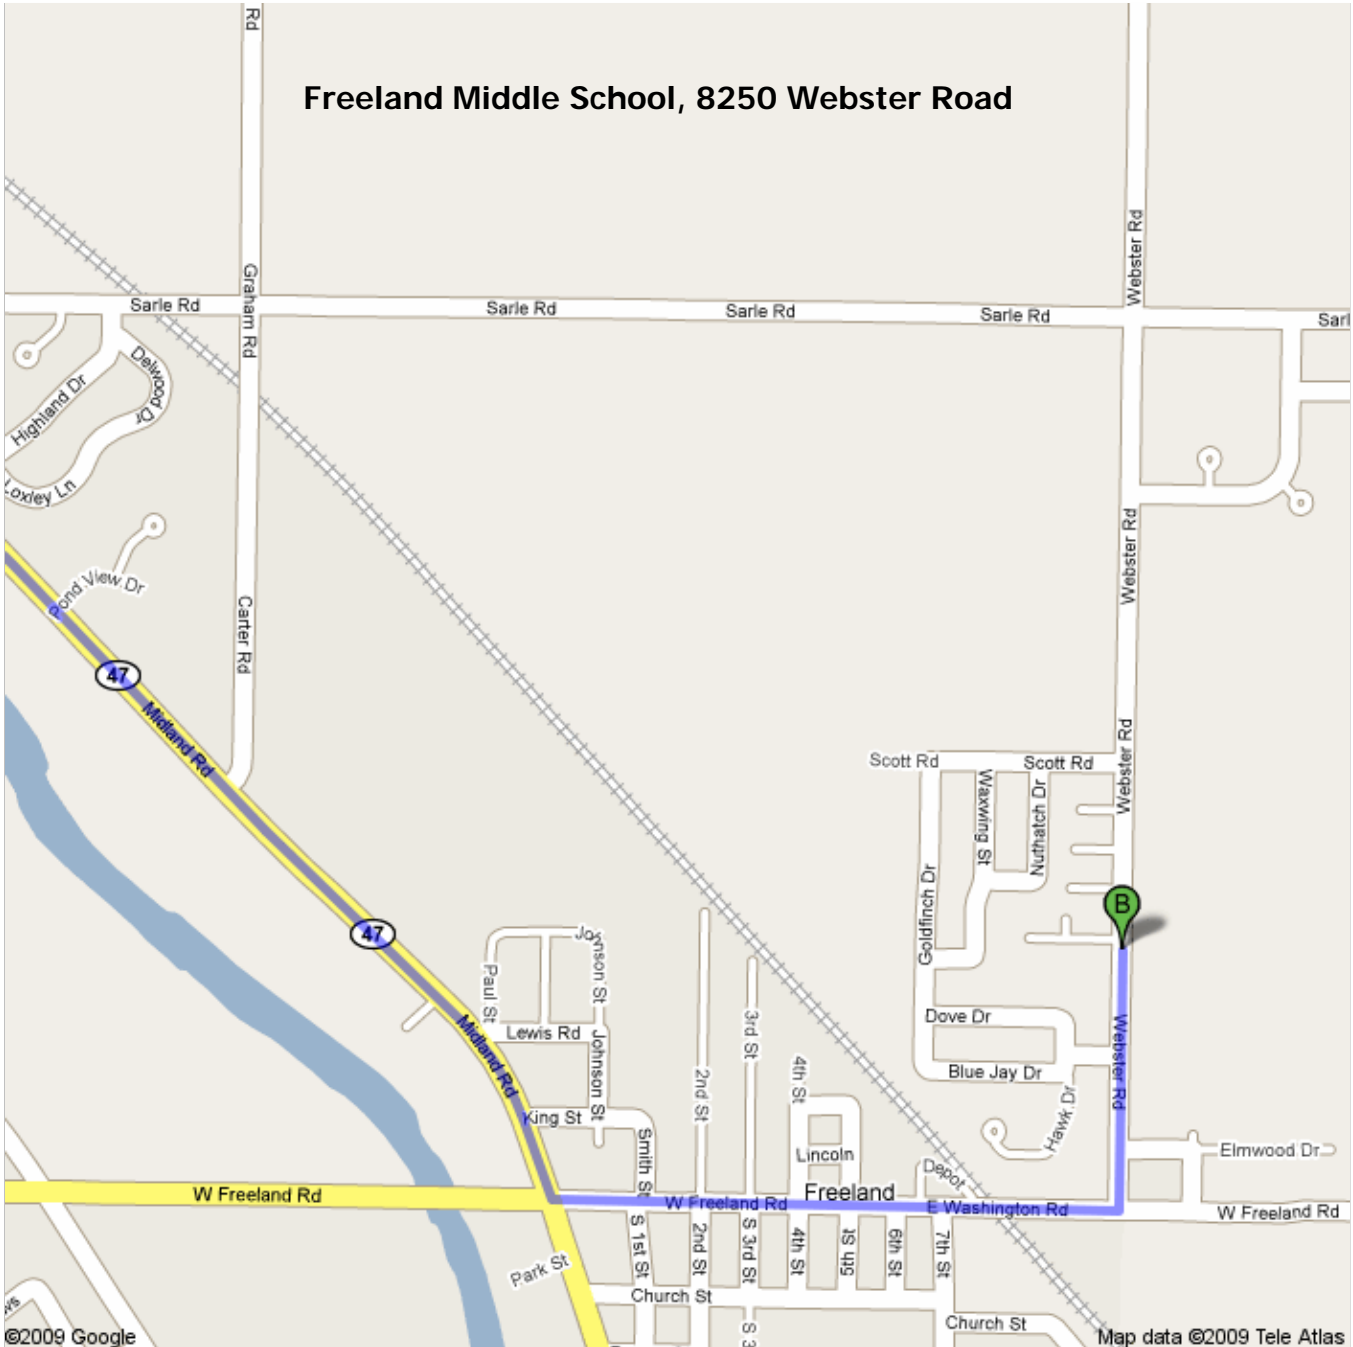 Rd
Freeland Middle School, 8250 Webster Road
Webster Rd
Graham Rd
Sarle Rd
Sarle Rd
Sarle Rd
Sarle Rd
Sarl
Delwood Dr
Highland Dr
Loxley Ln
Webster Rd
Pond View Dr
Carter Rd
47
Midland Rd
Webster Rd
Scott Rd
Scott Rd
Waxwing St
Nuthatch Dr
Goldfinch Dr
B
47
Johnson St
Paul St
Midland Rd
Lewis Rd
Johnson St
3rd St
Dove Dr
Webster Rd
2nd St
4th St
Blue Jay Dr
Hawk Dr
King St
Smith St
Lincoln
Elmwood Dr
Depot
W Freeland Rd
W Freeland Rd
Freeland
E Washington Rd
W Freeland Rd
S 1st St
2nd St
S 3rd St
4th St
5th St
6th St
7th St
Park St
Church St
Church St
S 3
ws
©2009 Google
Map data ©2009 Tele Atlas